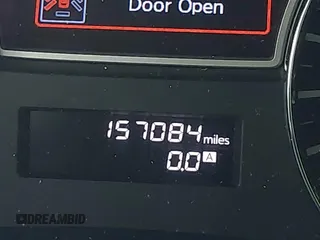 Door Open
157084 miles
0.0 A
DREAMBID